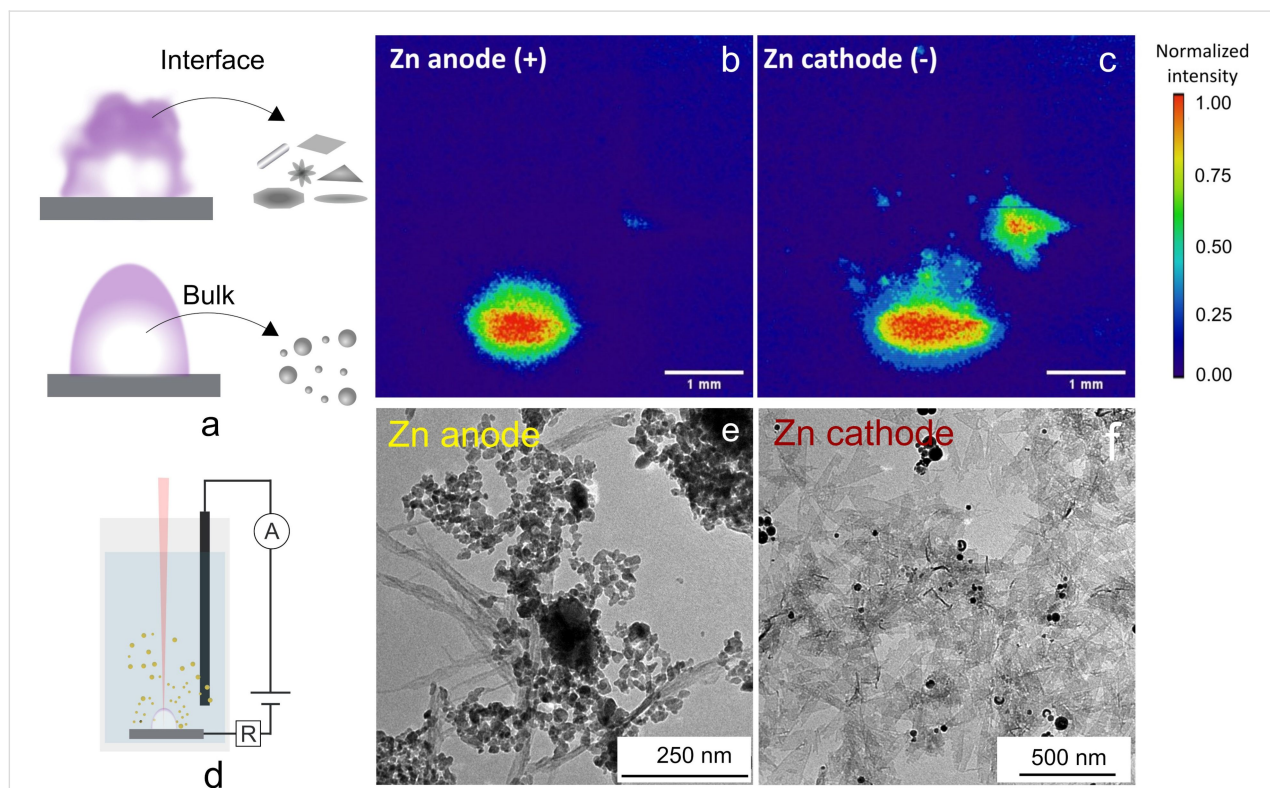 Interface
Bulk
a
Zn anode (+)
b
1 mm
Zn cathode (-)
c
1 mm
Normalized
intensity
1.00
0.75
0.50
0.25
0.00
A
R
d
Zn anode
e
250 nm
Zn cathode
f
500 nm